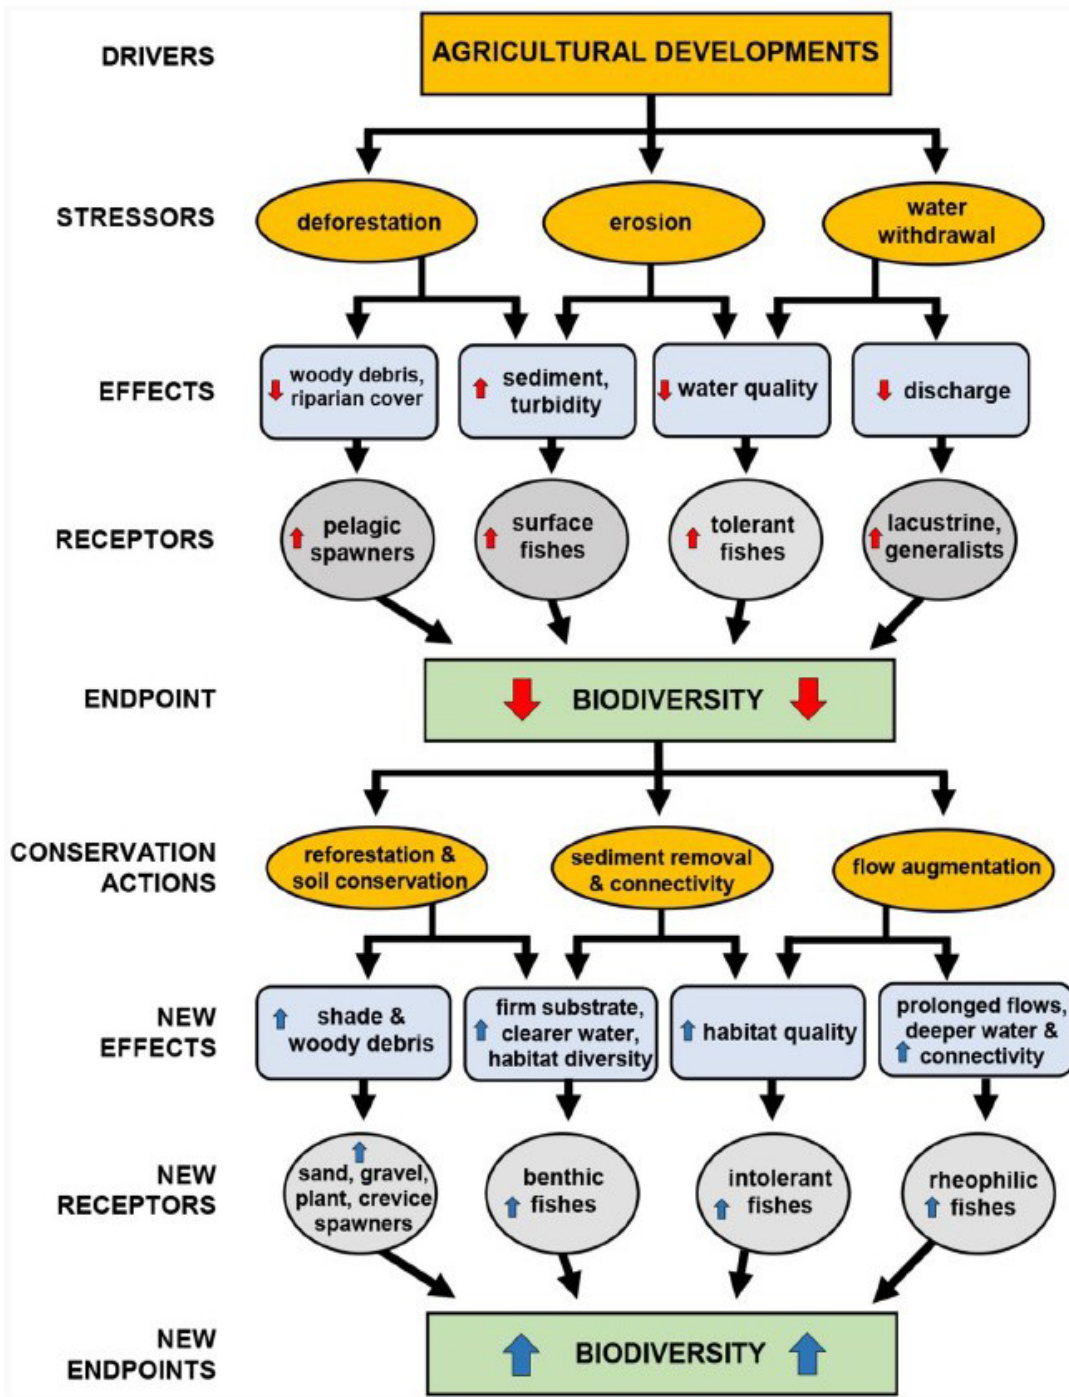 DRIVERS
AGRICULTURAL DEVELOPMENTS
STRESSORS
deforestation
erosion
water
withdrawal
EFFECTS
woody debris,
riparian cover
sediment,
turbidity
water quality
discharge
RECEPTORS
pelagic
spawners
surface
fishes
tolerant
fishes
lacustrine,
generalists
ENDPOINT
BIODIVERSITY
CONSERVATION
ACTIONS
reforestation &
soil conservation
sediment removal
& connectivity
flow augmentation
NEW
EFFECTS
shade &
woody debris
firm substrate,
clearer water,
habitat diversity
habitat quality
prolonged flows,
deeper water &
connectivity
NEW
RECEPTORS
sand, gravel,
plant, crevice
spawners
benthic
fishes
intolerant
fishes
rheophilic
fishes
NEW
ENDPOINTS
BIODIVERSITY